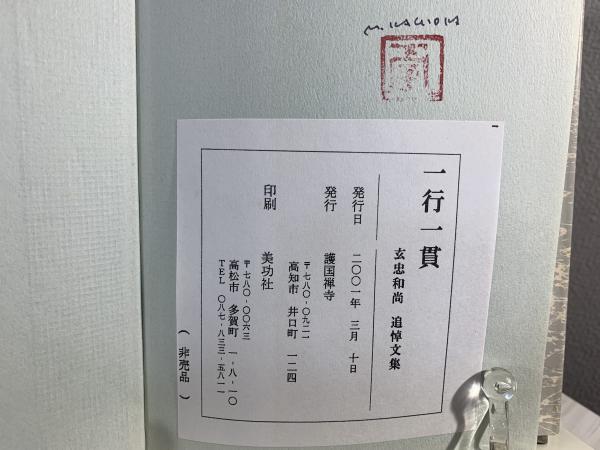 一行一貫
玄忠和尚 追悼文集
発行日 二〇〇一年 三月 十日
発行 護国禅寺
〒七八〇-〇九二一
高知市 井口町 一二四
印刷 美功社
〒七六〇-〇〇六三
高松市 多賀町 一-八-一〇
TEL 〇八七-八三三-五八一一
(非売品)